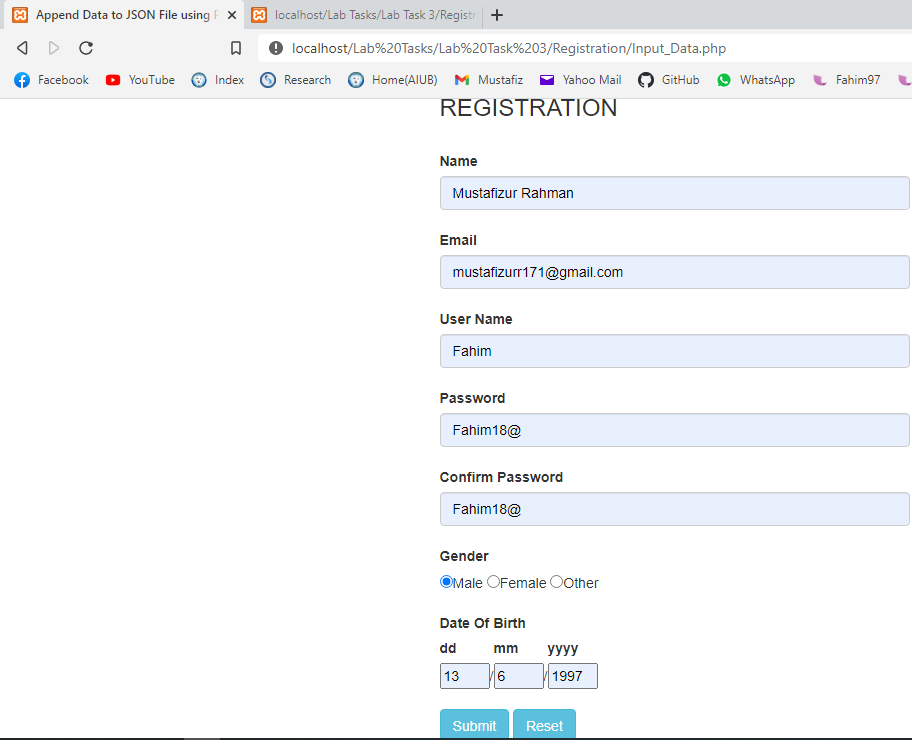 Append Data to JSON File using P
localhost/Lab Tasks/Lab Task 3/Registr
localhost/Lab%20Tasks/Lab%20Task%203/Registration/Input_Data.php
Facebook YouTube Index Research Home(AIUB) Mustafiz Yahoo Mail GitHub WhatsApp Fahim97
REGISTRATION
Name
Mustafizur Rahman
Email
mustafizurr171@gmail.com
User Name
Fahim
Password
Fahim18@
Confirm Password
Fahim18@
Gender
Male Female Other
Date Of Birth
dd mm yyyy
13 / 6 / 1997
Submit Reset